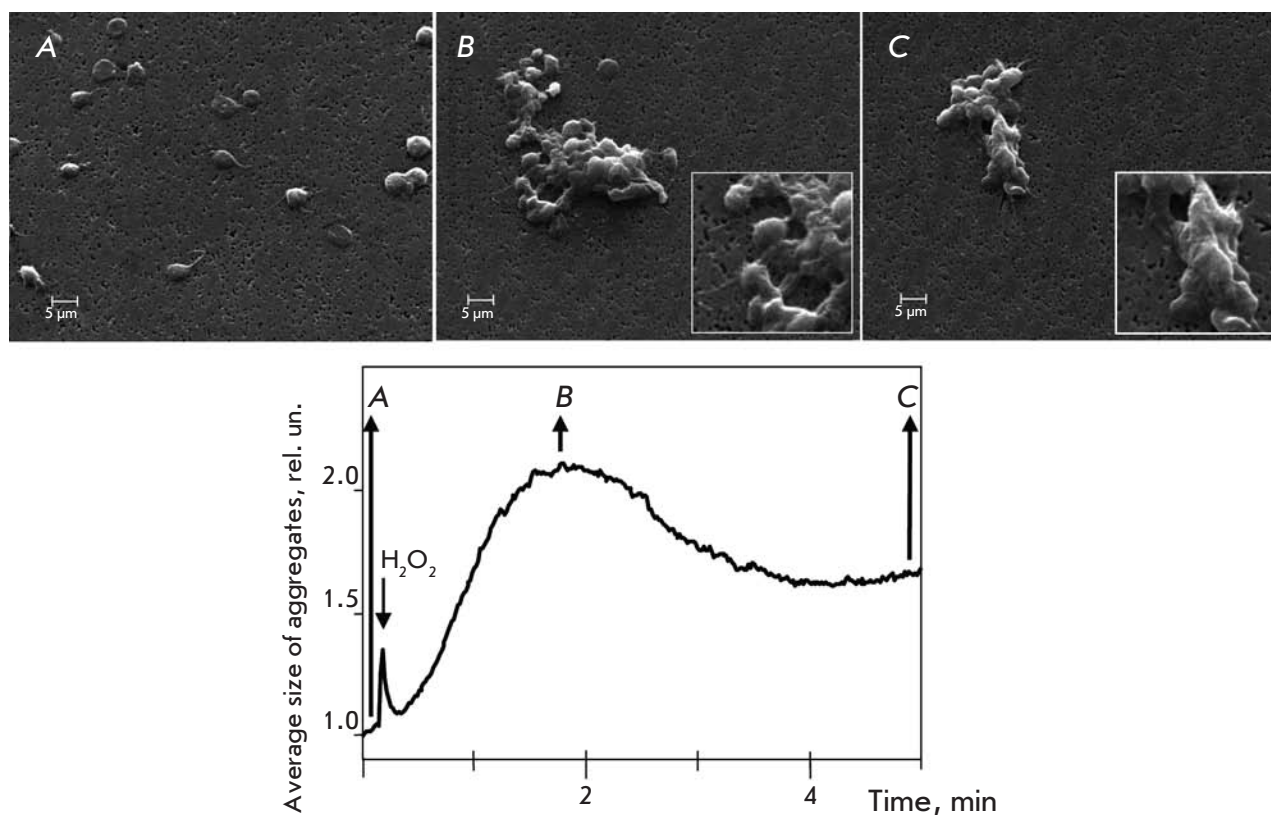 A
B
C
5 µm
5 µm
5 µm
A
B
C
H₂O₂
2.0
1.5
1.0
Average size of aggregates, rel. un.
2
4
Time, min